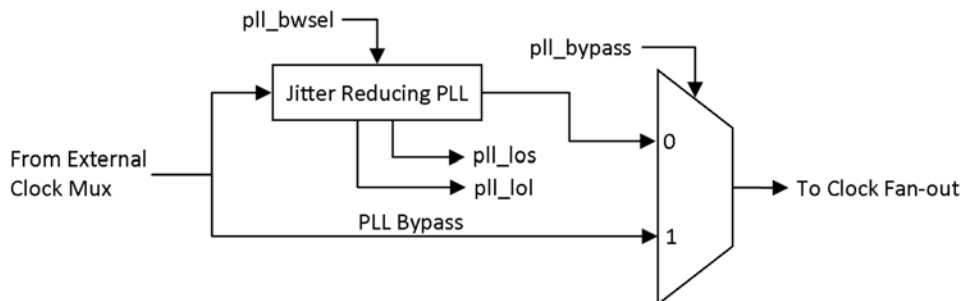 pll_bwsel
pll_bypass
Jitter Reducing PLL
0
From External
Clock Mux
pll_los
pll_lol
To Clock Fan-out
PLL Bypass
1